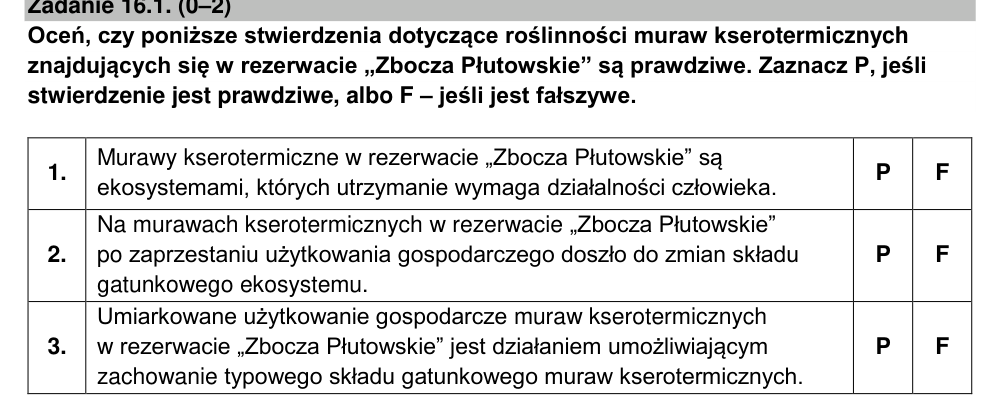 Zadanie 16.1. (0–2)
Oceń, czy poniższe stwierdzenia dotyczące roślinności muraw kserotermicznych
znajdujących się w rezerwacie „Zbocza Płutowskie” są prawdziwe. Zaznacz P, jeśli
stwierdzenie jest prawdziwe, albo F – jeśli jest fałszywe.
1. Murawy kserotermiczne w rezerwacie „Zbocza Płutowskie” są P F
ekosystemami, których utrzymanie wymaga działalności człowieka.
2. Na murawach kserotermicznych w rezerwacie „Zbocza Płutowskie” P F
po zaprzestaniu użytkowania gospodarczego doszło do zmian składu
gatunkowego ekosystemu.
3. Umiarkowane użytkowanie gospodarcze muraw kserotermicznych P F
w rezerwacie „Zbocza Płutowskie” jest działaniem umożliwiającym
zachowanie typowego składu gatunkowego muraw kserotermicznych.